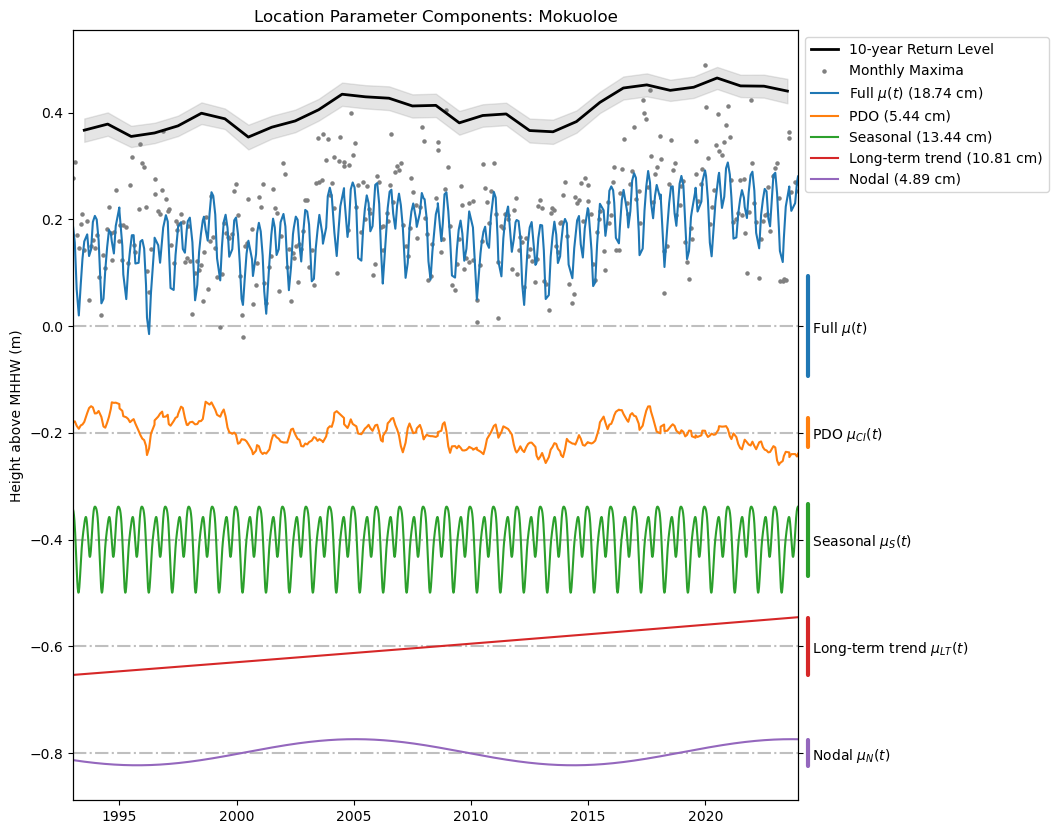 Location Parameter Components: Mokuoloe
10-year Return Level
Monthly Maxima
Full μ(t) (18.74 cm)
PDO (5.44 cm)
Seasonal (13.44 cm)
Long-term trend (10.81 cm)
Nodal (4.89 cm)
Height above MHHW (m)
0.4
0.2
0.0
−0.2
−0.4
−0.6
−0.8
Full μ(t)
PDO μCI(t)
Seasonal μS(t)
Long-term trend μLT(t)
Nodal μN(t)
1995 2000 2005 2010 2015 2020